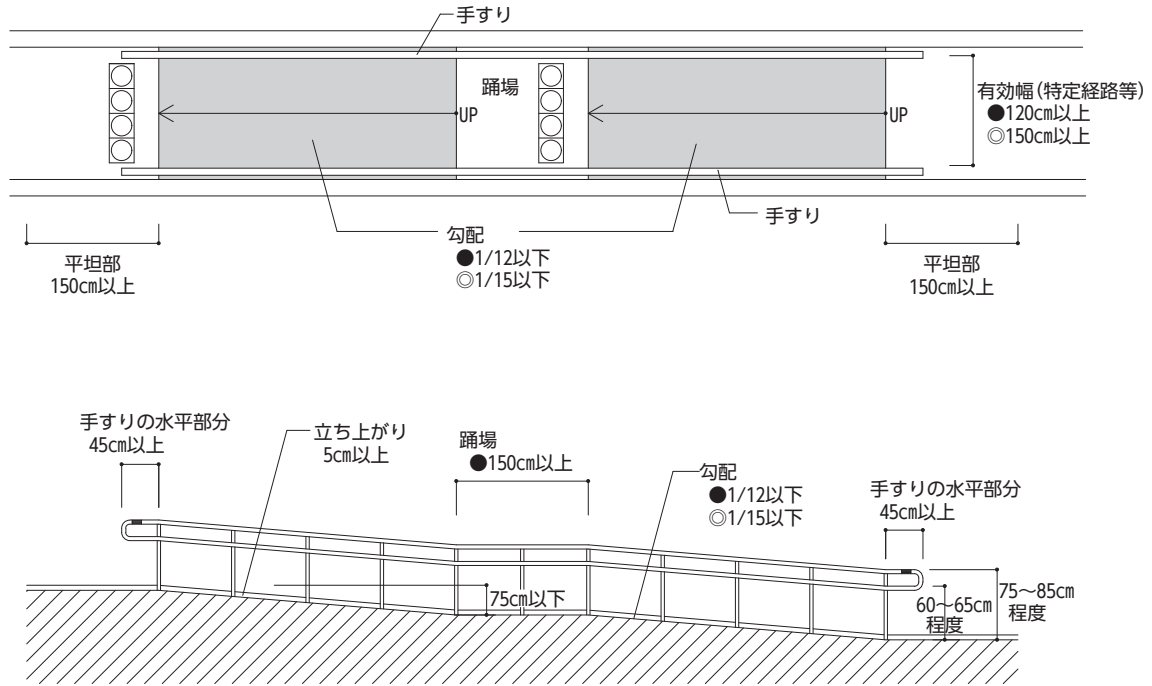 手すり
踊場
UP
UP
有効幅（特定経路等）
●120㎝以上
◎150㎝以上
手すり
勾配
●1/12以下
◎1/15以下
平坦部
150㎝以上
平坦部
150㎝以上
手すりの水平部分
45㎝以上
立ち上がり
5㎝以上
踊場
●150㎝以上
勾配
●1/12以下
◎1/15以下
手すりの水平部分
45㎝以上
75㎝以下
60〜65㎝
程度
75〜85㎝
程度